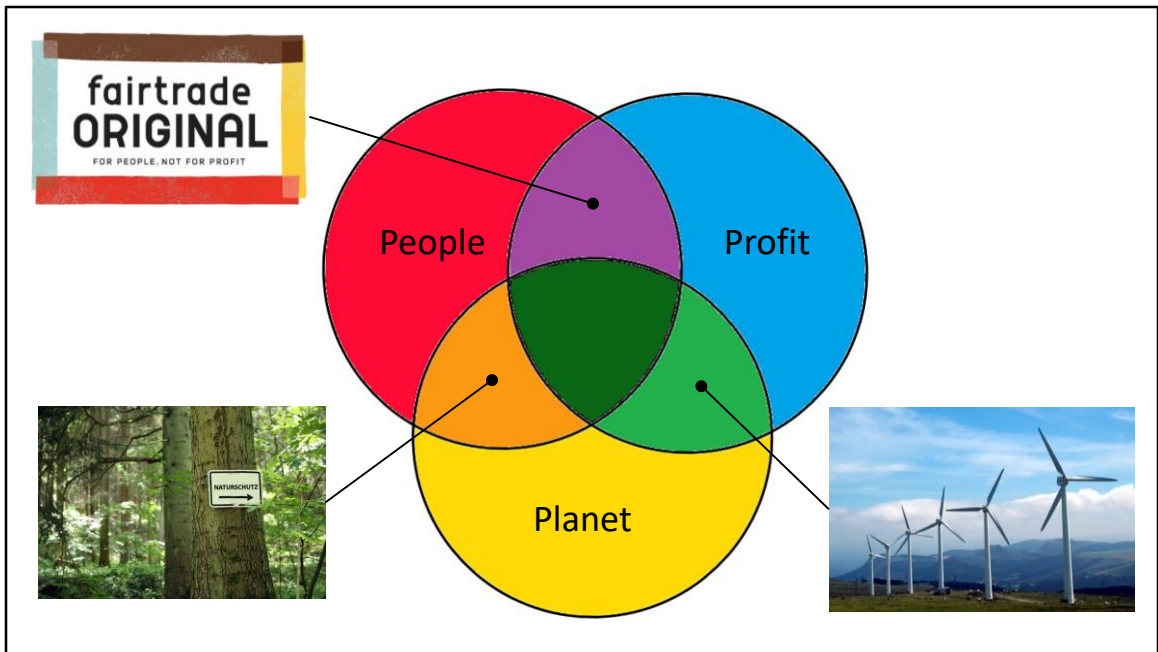 fairtrade
ORIGINAL
FOR PEOPLE. NOT FOR PROFIT
People
Profit
Planet
NATURSCHUTZ